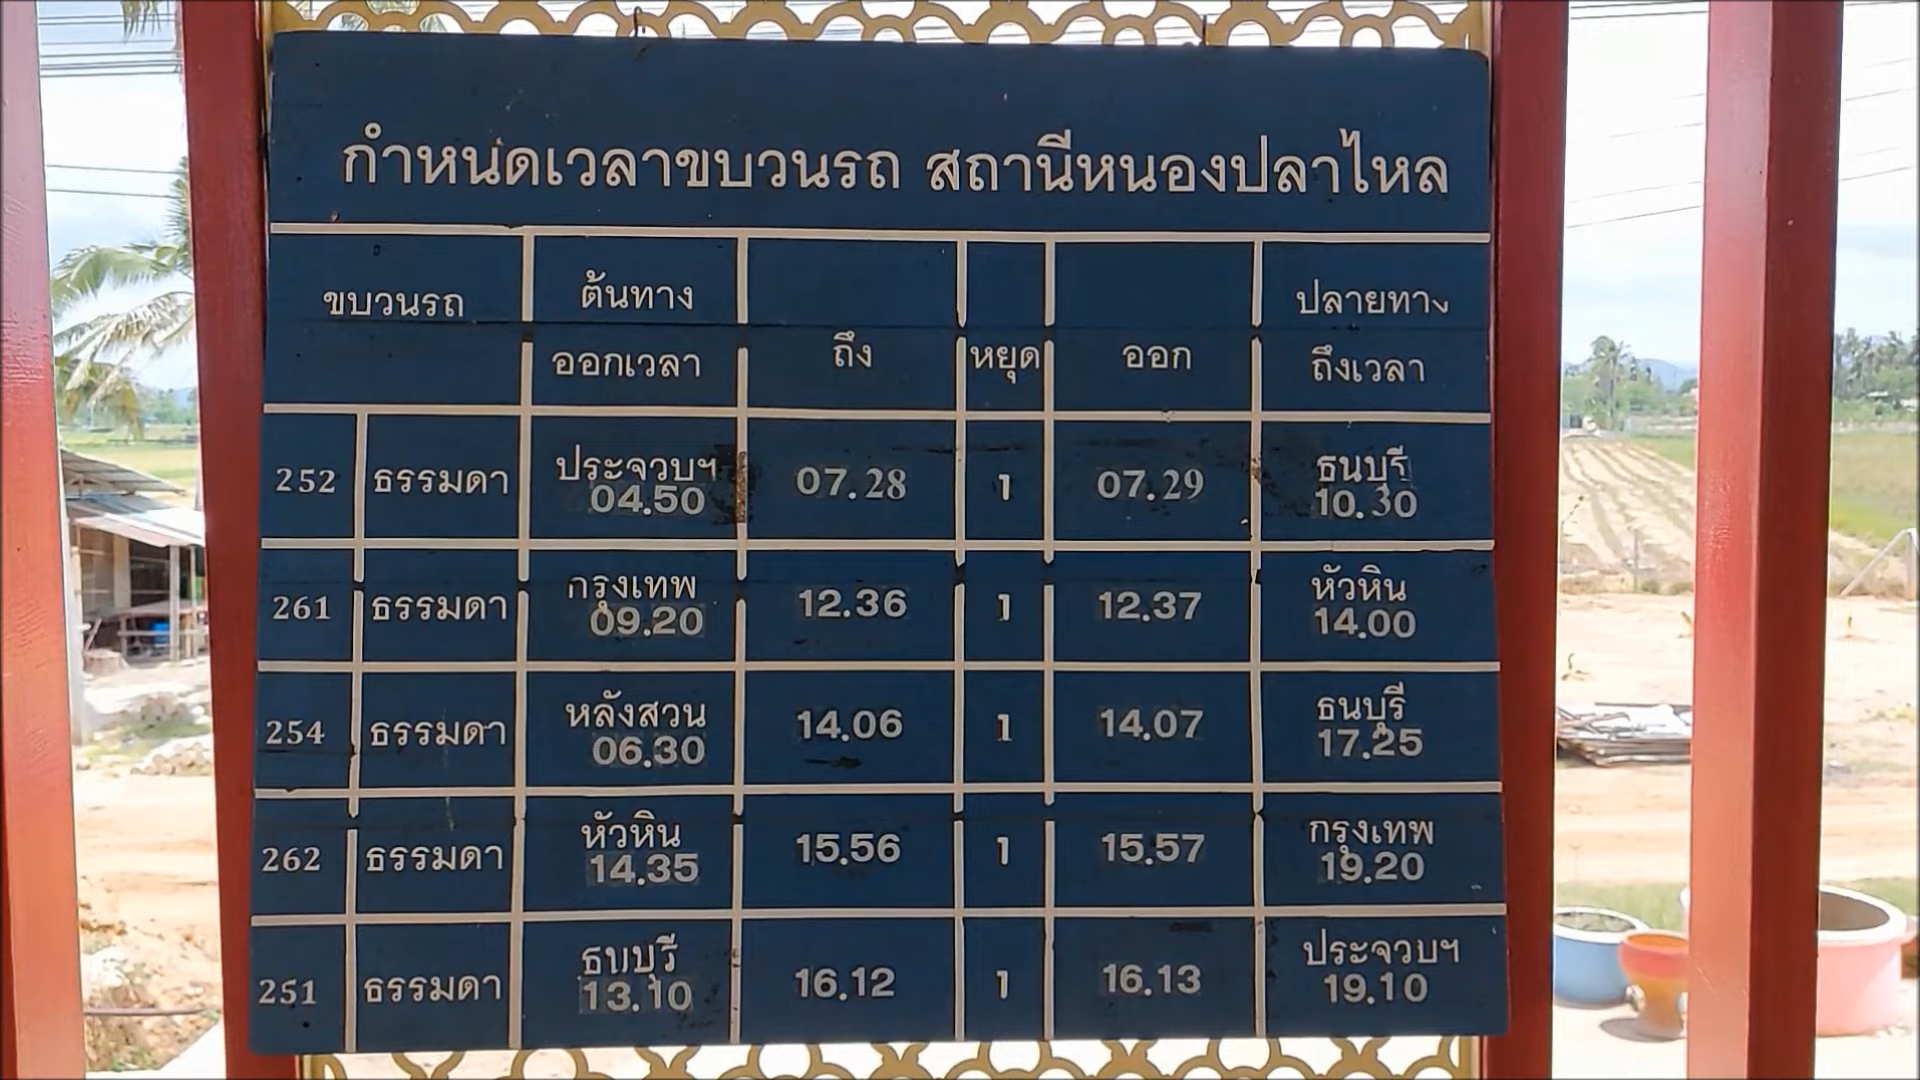 กำหนดเวลาขบวนรถ สถานีหนองปลาไหล
ขบวนรถ ต้นทาง ออกเวลา ถึง หยุด ออก ปลายทาง ถึงเวลา
252 ธรรมดา ประจวบฯ 04.50 07.28 1 07.29 ธนบุรี 10.30
261 ธรรมดา กรุงเทพ 09.20 12.36 1 12.37 หัวหิน 14.00
254 ธรรมดา หลังสวน 06.30 14.06 1 14.07 ธนบุรี 17.25
262 ธรรมดา หัวหิน 14.35 15.56 1 15.57 กรุงเทพ 19.20
251 ธรรมดา ธนบุรี 13.10 16.12 1 16.13 ประจวบฯ 19.10